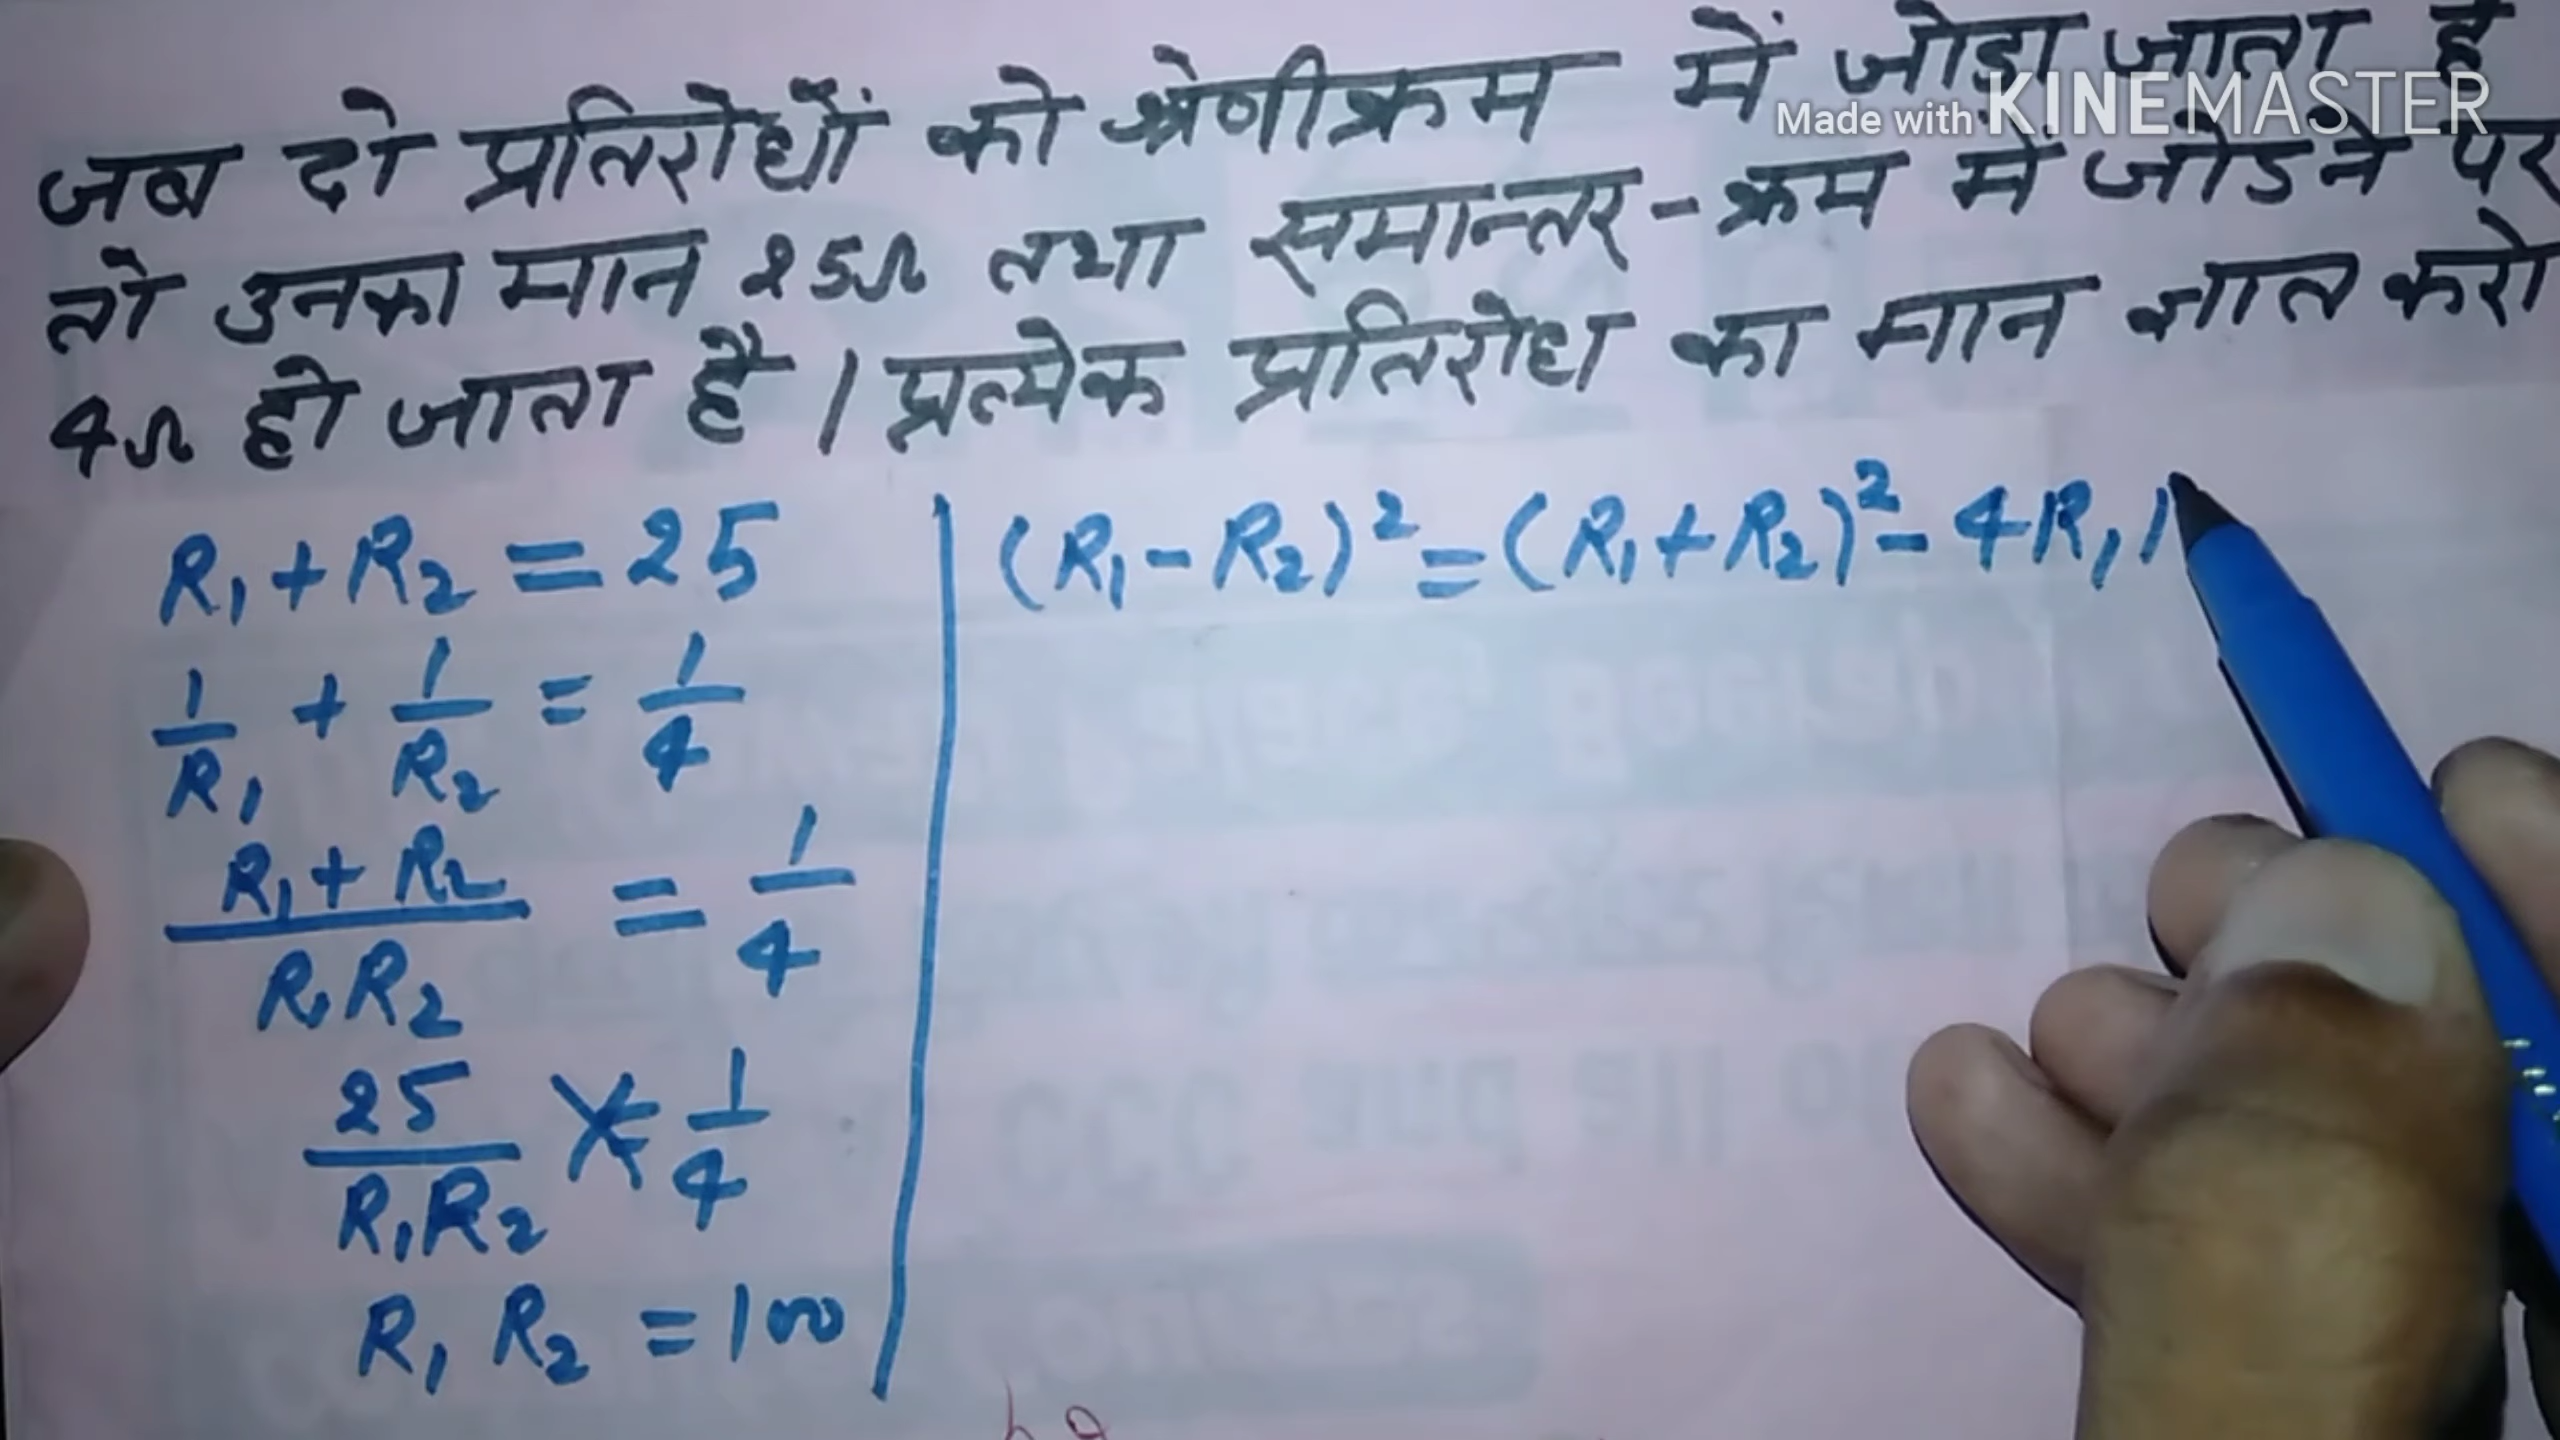 जब दो प्रतिरोधों को श्रेणीक्रम में जोड़ा जाता है
Made with KINEMASTER
तो उनका मान 25Ω तथा समान्तर-क्रम में जोडने पर
4Ω हो जाता है । प्रत्येक प्रतिरोध का मान ज्ञात करो
R₁ + R₂ = 25
1/R₁ + 1/R₂ = 1/4
R₁ + R₂ / R₁R₂ = 1/4
25 / R₁R₂ = 1/4
R₁ R₂ = 100
(R₁ - R₂)² = (R₁ + R₂)² - 4R₁